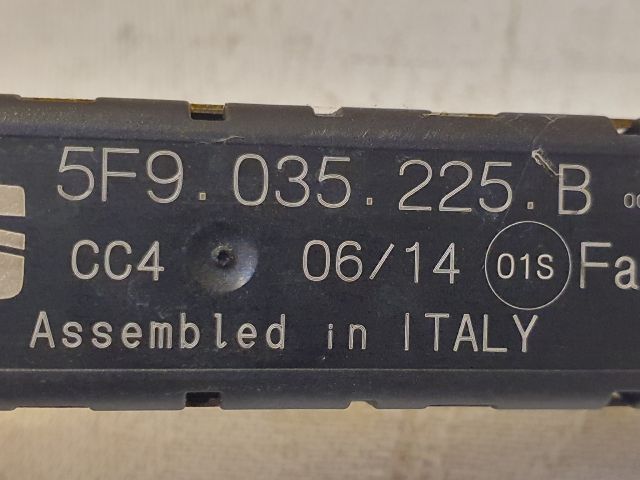 5F9.035.225.B
CC4 06/14 01S Fa
Assembled in ITALY